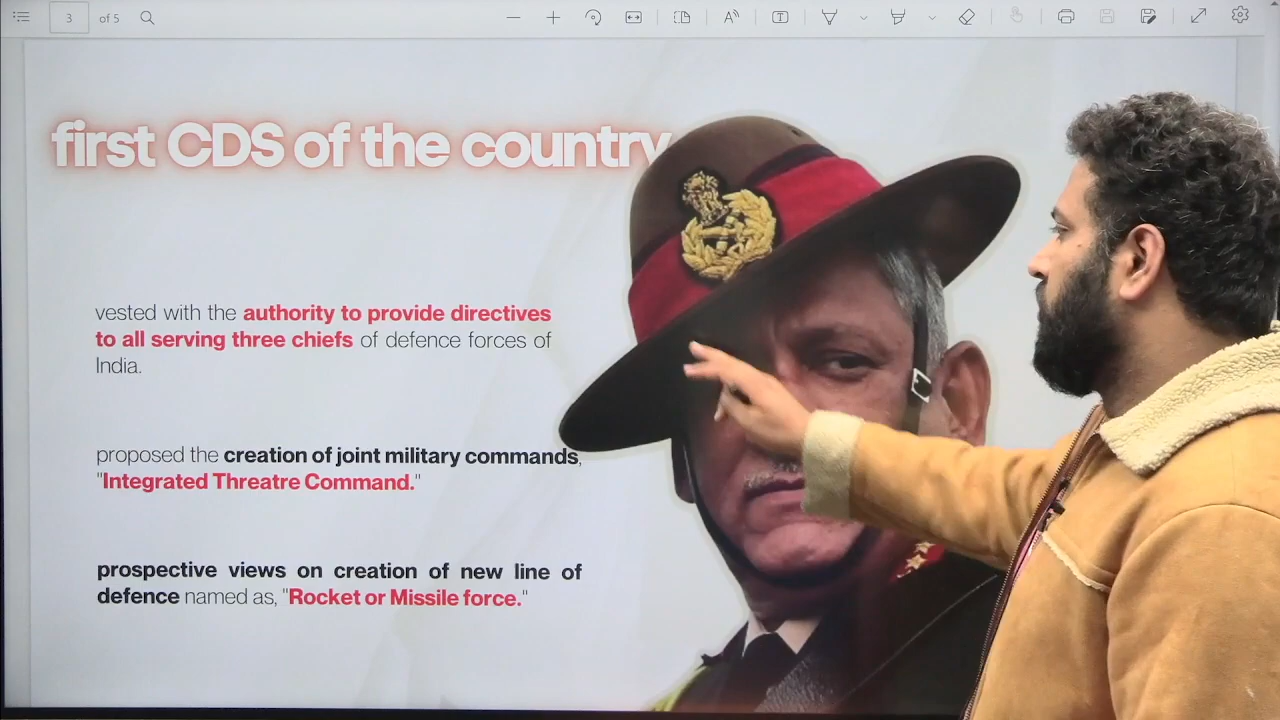 3 of 5
first CDS of the country
vested with the authority to provide directives
to all serving three chiefs of defence forces of
India.
proposed the creation of joint military commands,
"Integrated Threatre Command."
prospective views on creation of new line of
defence named as, "Rocket or Missile force."